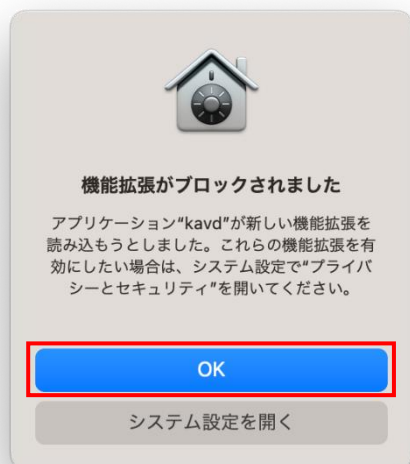 機能拡張がブロックされました
アプリケーション“kavd”が新しい機能拡張を
読み込もうとしました。これらの機能拡張を有
効にしたい場合は、システム設定で“プライバ
シーとセキュリティ”を開いてください。
OK
システム設定を開く